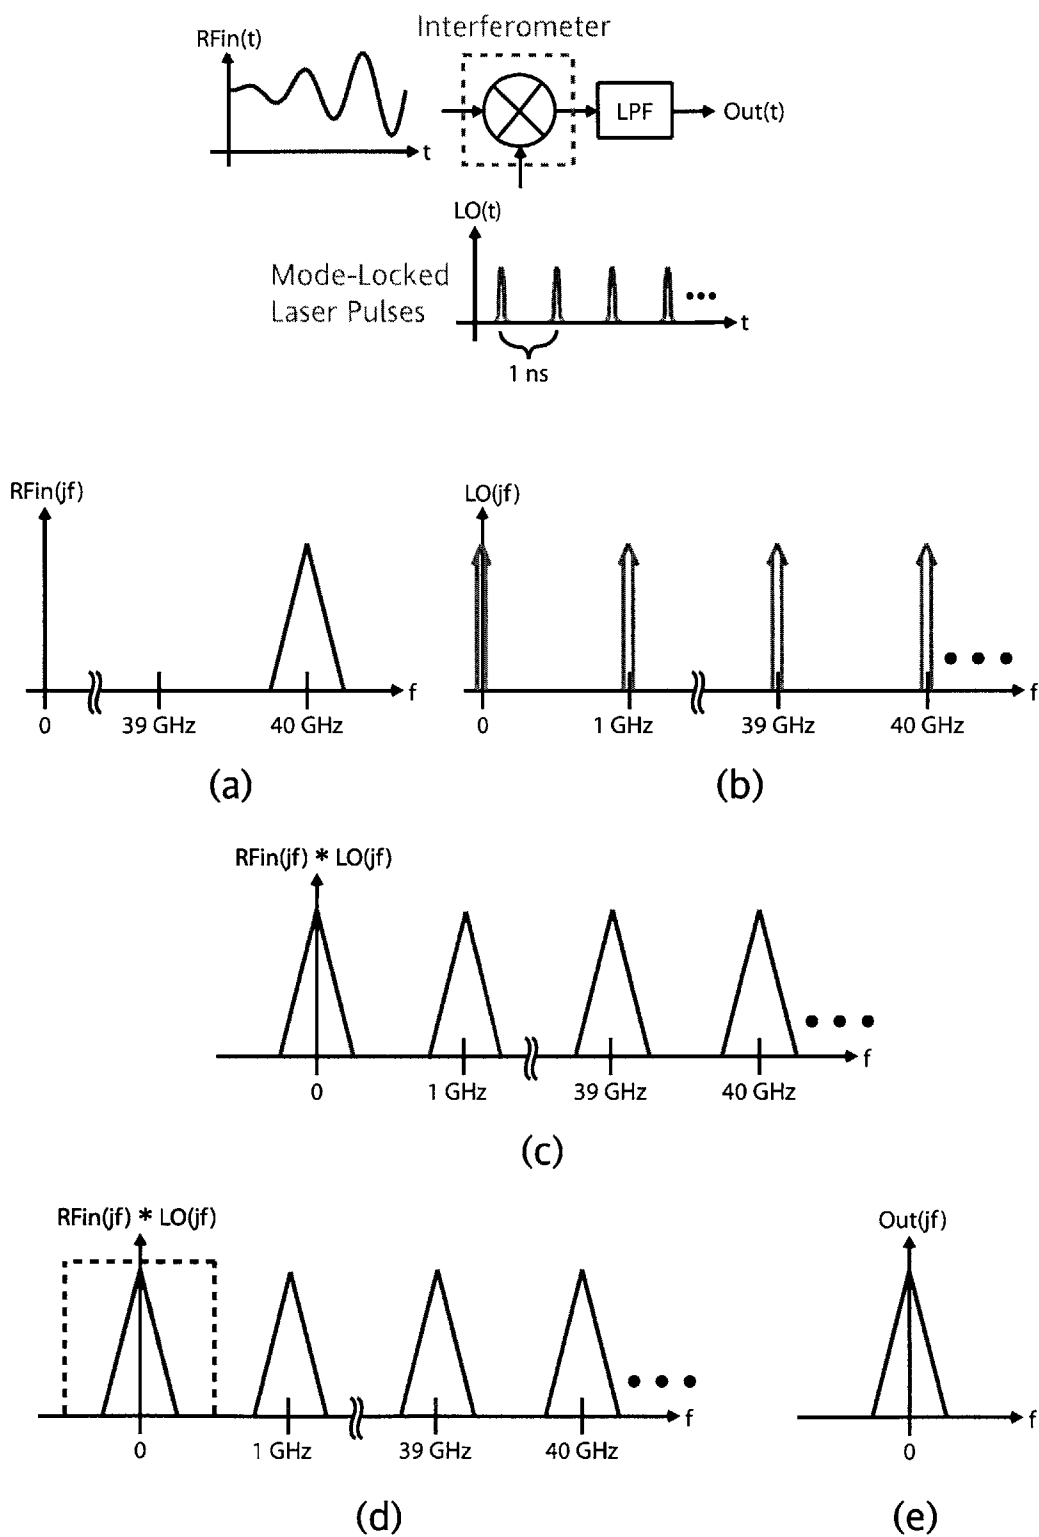 Interferometer
RFin(t)
LPF
Out(t)
t
LO(t)
Mode-Locked
Laser Pulses
t
1 ns
RFin(jf)
LO(jf)
f
f
0
39 GHz
40 GHz
0
1 GHz
39 GHz
40 GHz
(a)
(b)
RFin(jf) * LO(jf)
f
0
1 GHz
39 GHz
40 GHz
(c)
RFin(jf) * LO(jf)
Out(jf)
f
f
0
1 GHz
39 GHz
40 GHz
0
(d)
(e)